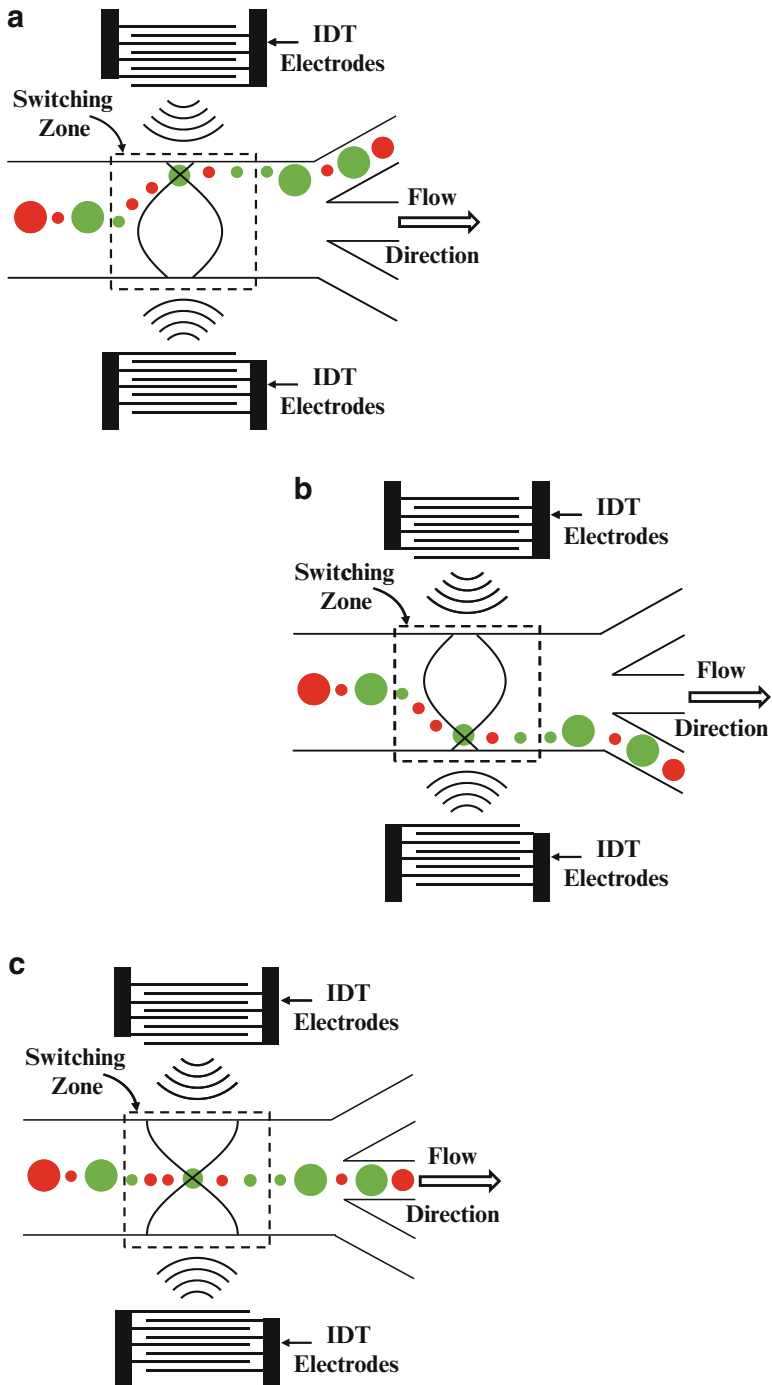 a
IDT
Electrodes
Switching
Zone
Flow
Direction
IDT
Electrodes
b
IDT
Electrodes
Switching
Zone
Flow
Direction
IDT
Electrodes
c
IDT
Electrodes
Switching
Zone
Flow
Direction
IDT
Electrodes